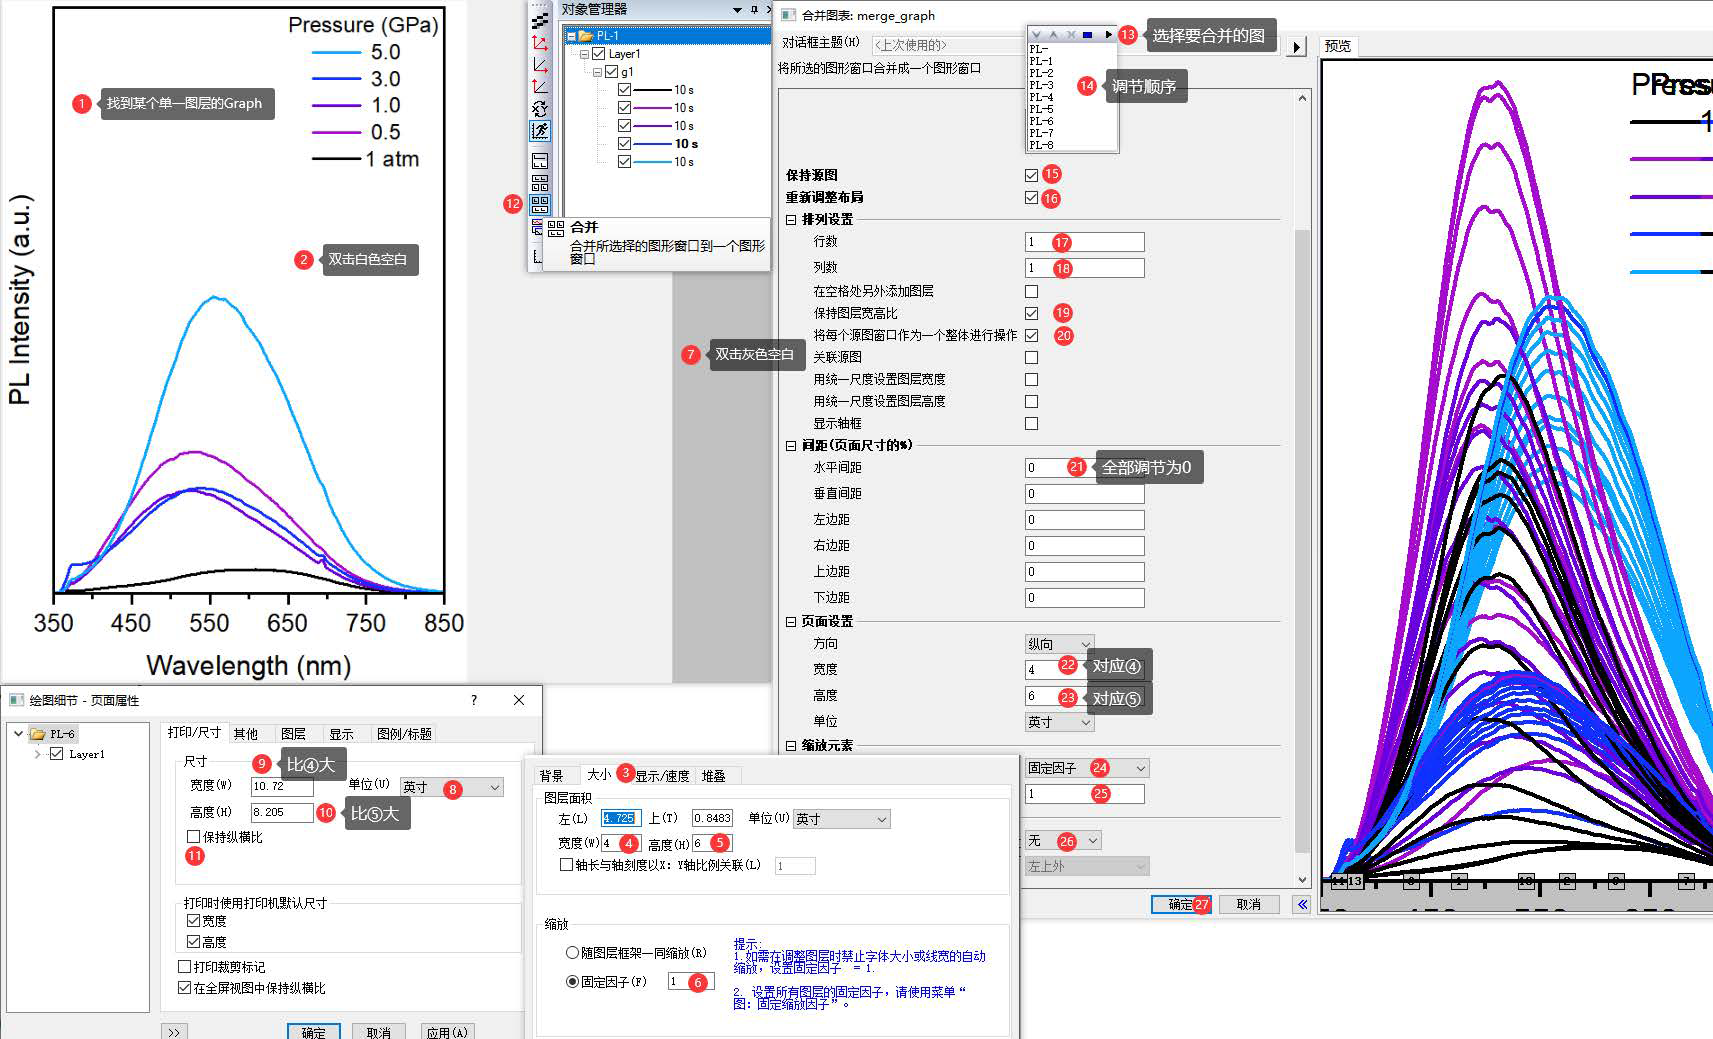 Pressure (GPa)
5.0
3.0
1.0
0.5
1 atm
1 找到某个单一图层的Graph
2 双击白色空白
PL Intensity (a.u.)
350 450 550 650 750 850
Wavelength (nm)
对象管理器
PL-1
Layer1
g1
10 s
10 s
10 s
10 s
10 s
12
合并
合并所选择的图形窗口到一个图形
窗口
7 双击灰色空白
合并图表: merge_graph
对话框主题(H) <上次使用的>
将所选的图形窗口合并成一个图形窗口
13 选择要合并的图
PL-
PL-1
PL-2
PL-3
PL-4
PL-5
PL-6
PL-7
PL-8
14 调节顺序
保持源图 15
重新调整布局 16
排列设置
行数 1 17
列数 1 18
在空格处另外添加图层
保持图层宽高比 19
将每个源图窗口作为一个整体进行操作 20
关联源图
用统一尺度设置图层宽度
用统一尺度设置图层高度
显示轴框
间距(页面尺寸的%)
水平间距 0 21 全部调节为0
垂直间距 0
左边距 0
右边距 0
上边距 0
下边距 0
页面设置
方向 纵向
宽度 4 22 对应④
高度 6 23 对应⑤
单位 英寸
缩放元素
固定因子 24
1 25
无 26
左上外
确定 27 取消
预览
绘图细节 - 页面属性 ?
PL-6
Layer1
打印/尺寸 其他 图层 显示 图例/标题
尺寸
9 比④大
宽度(W) 10.72 单位(U) 英寸 8
高度(H) 8.205 10 比⑤大
保持纵横比
11
打印时使用打印机默认尺寸
宽度
高度
打印裁剪标记
在全屏视图中保持纵横比
>> 确定 取消 应用(A)
背景 大小 3 显示/速度 堆叠
图层面积
左(L) 4.725 上(T) 0.8483 单位(U) 英寸
宽度(W) 4 4 高度(H) 6 5
轴长与轴刻度以X: Y轴比例关联(L) 1
缩放
随图层框架一同缩放(R)
固定因子(F) 1 6
提示:
1.如需在调整图层时禁止字体大小或线宽的自动
缩放，设置固定因子 = 1.
2. 设置所有图层的固定因子，请使用菜单“
图: 固定缩放因子”。